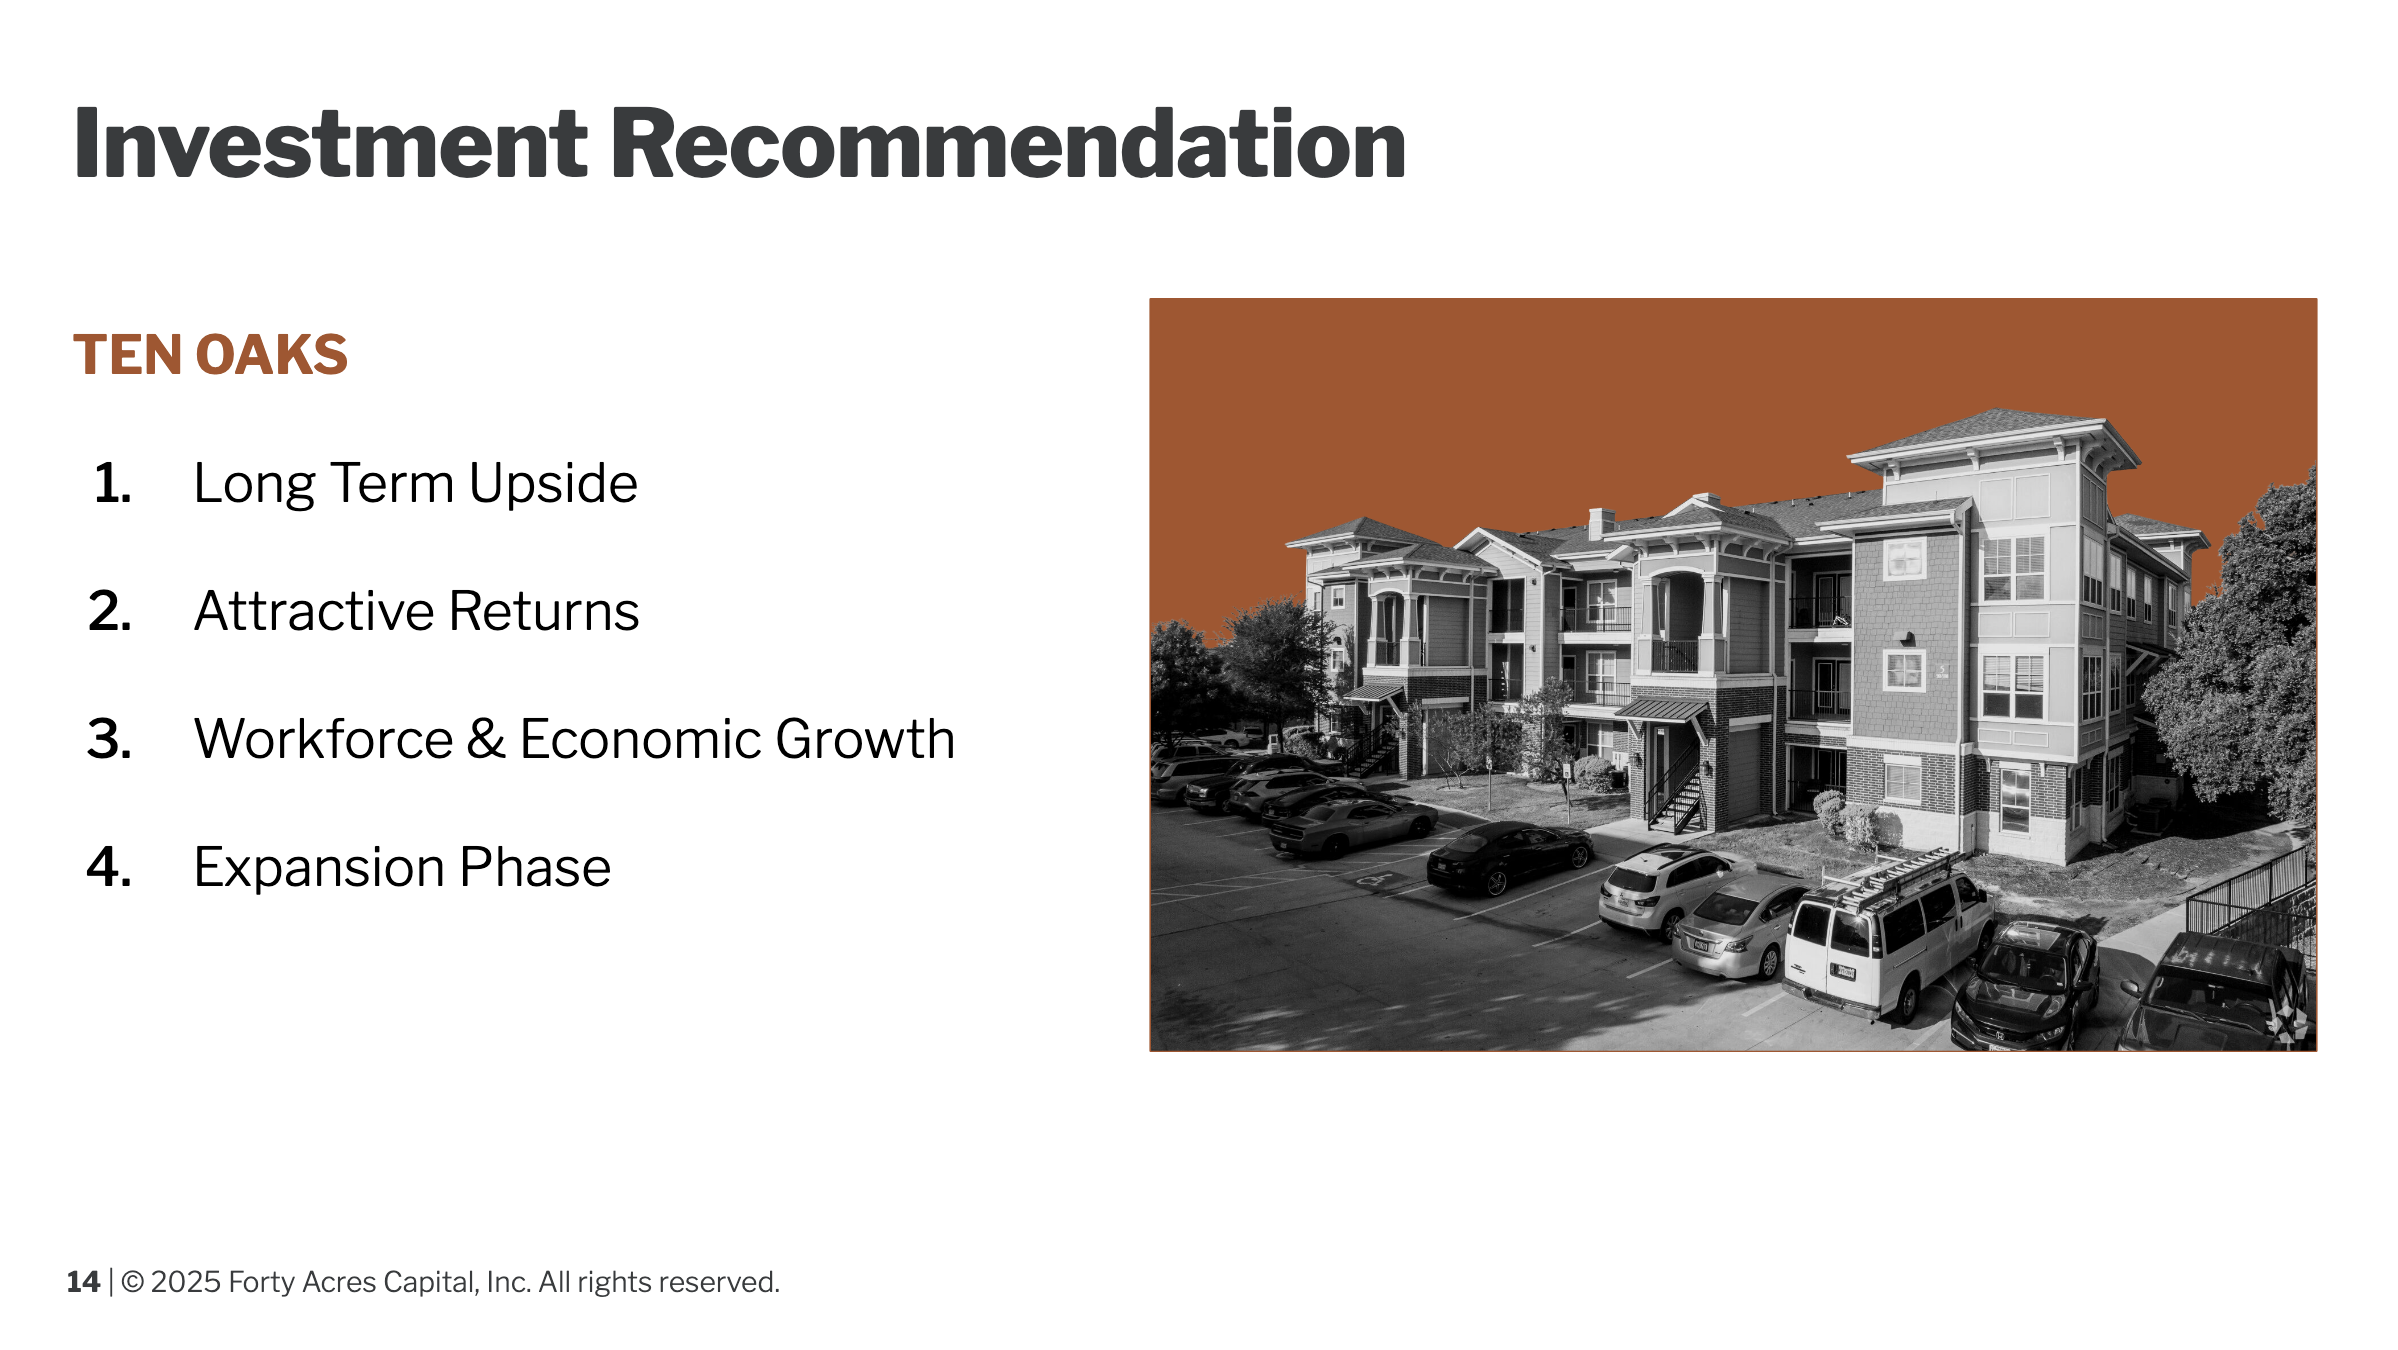 Investment Recommendation
TEN OAKS
1. Long Term Upside
2. Attractive Returns
3. Workforce & Economic Growth
4. Expansion Phase
14 | © 2025 Forty Acres Capital, Inc. All rights reserved.